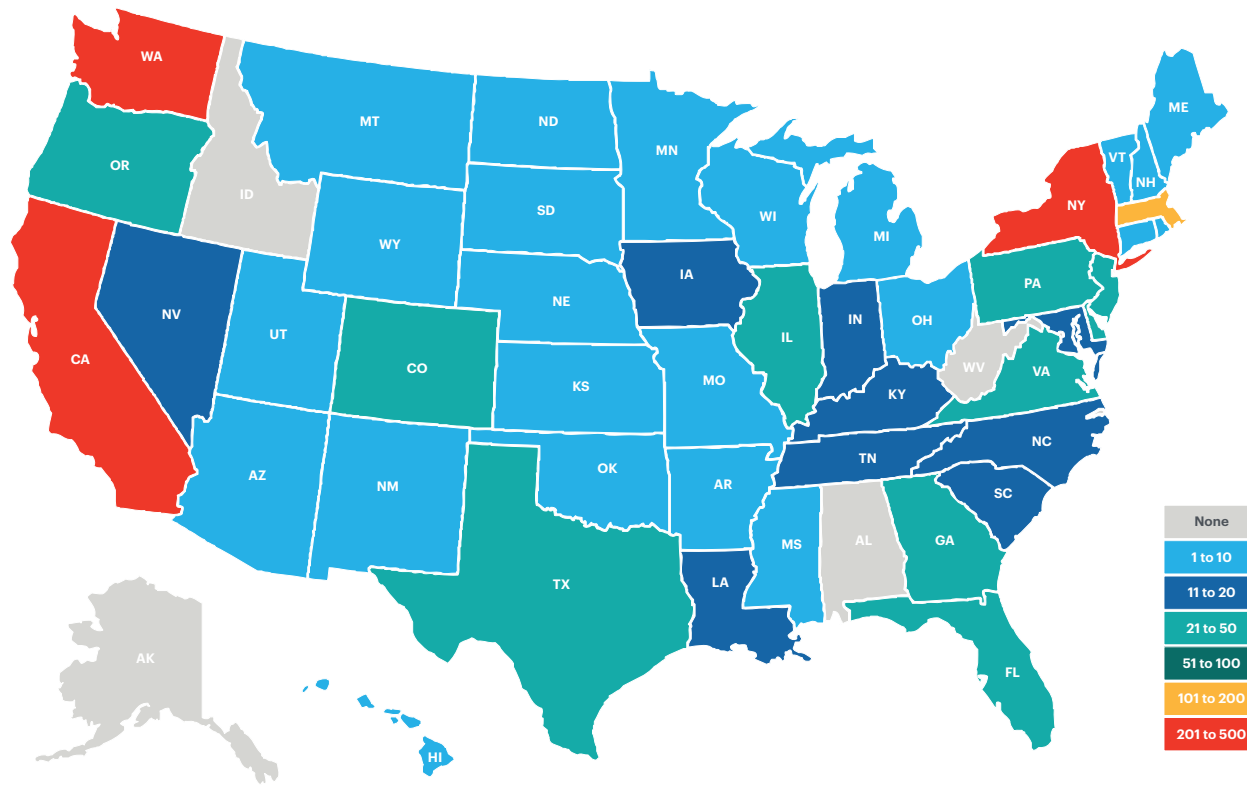 WA
MT
ND
MN
ME
OR
VT
NH
ID
SD
WI
MI
NY
WY
IA
NE
PA
NV
UT
IL
IN
OH
CA
CO
KS
MO
WV
VA
KY
NC
TN
AZ
NM
OK
AR
SC
MS
AL
GA
TX
LA
AK
FL
HI
None
1 to 10
11 to 20
21 to 50
51 to 100
101 to 200
201 to 500